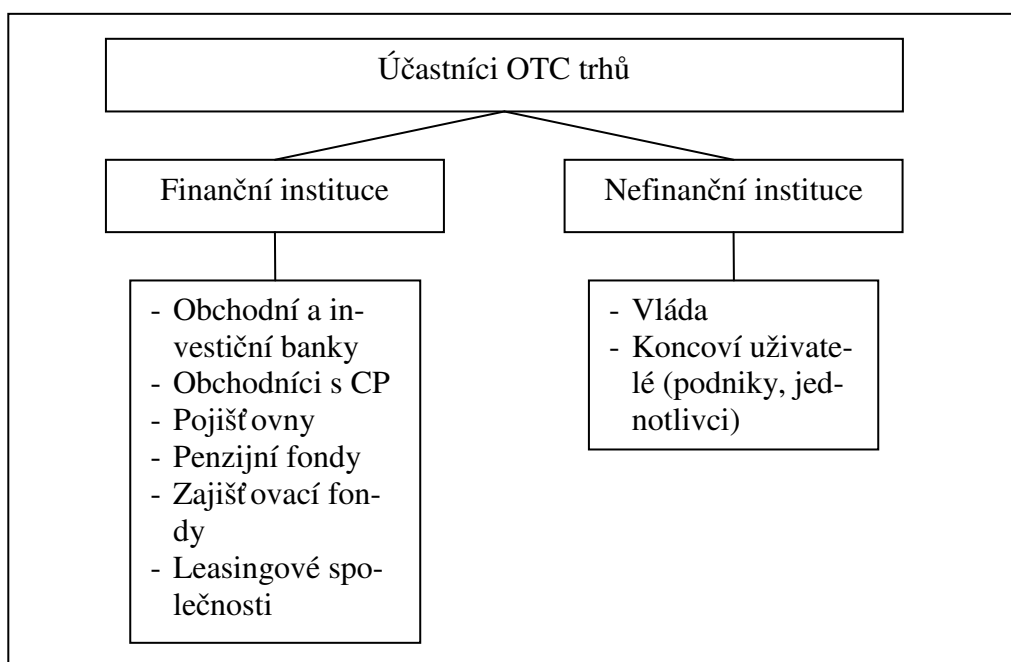 Účastníci OTC trhů
Finanční instituce
Nefinanční instituce
- Obchodní a in-
vestiční banky
- Obchodníci s CP
- Pojišťovny
- Penzijní fondy
- Zajišťovací fon-
dy
- Leasingové spo-
lečnosti
- Vláda
- Koncoví uživate-
lé (podniky, jed-
notlivci)